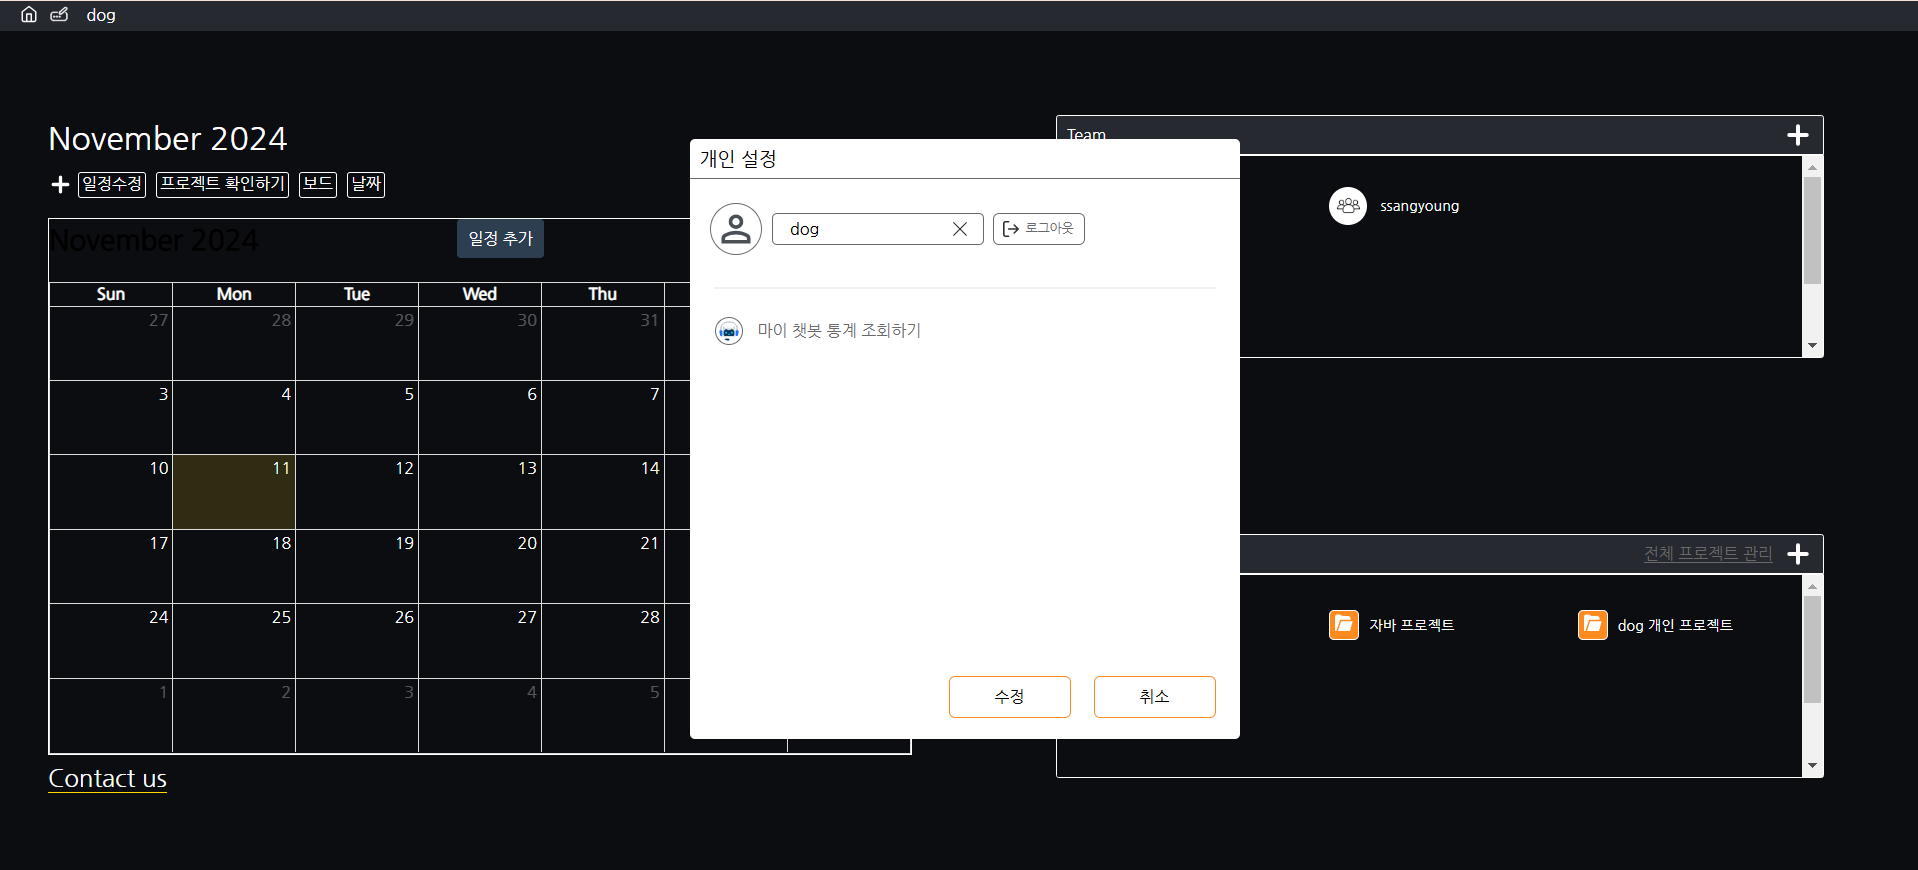 dog
November 2024
일정수정 프로젝트 확인하기 보드 날짜
November 2024 일정 추가
Sun Mon Tue Wed Thu
27 28 29 30 31
3 4 5 6 7
10 11 12 13 14
17 18 19 20 21
24 25 26 27 28
1 2 3 4 5
Contact us
개인 설정
dog 로그아웃
마이 챗봇 통계 조회하기
수정 취소
Team
ssangyoung
전체 프로젝트 관리
자바 프로젝트 dog 개인 프로젝트